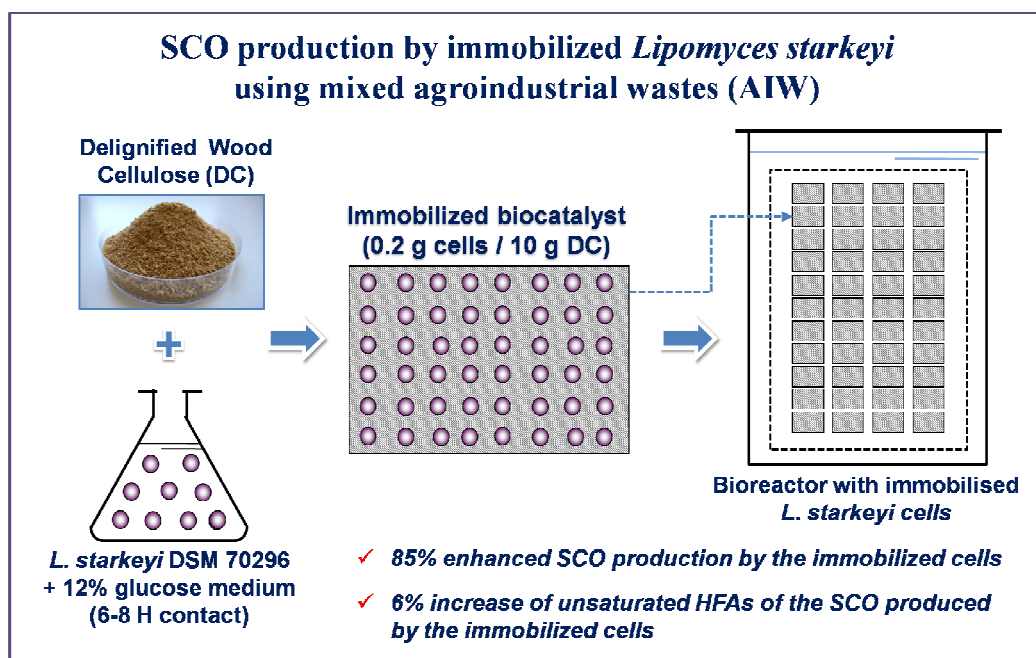 SCO production by immobilized Lipomyces starkeyi
using mixed agroindustrial wastes (AIW)
Delignified Wood
Cellulose (DC)
+
L. starkeyi DSM 70296
+ 12% glucose medium
(6-8 H contact)
Immobilized biocatalyst
(0.2 g cells / 10 g DC)
Bioreactor with immobilised
L. starkeyi cells
✓ 85% enhanced SCO production by the immobilized cells
✓ 6% increase of unsaturated HFAs of the SCO produced
by the immobilized cells